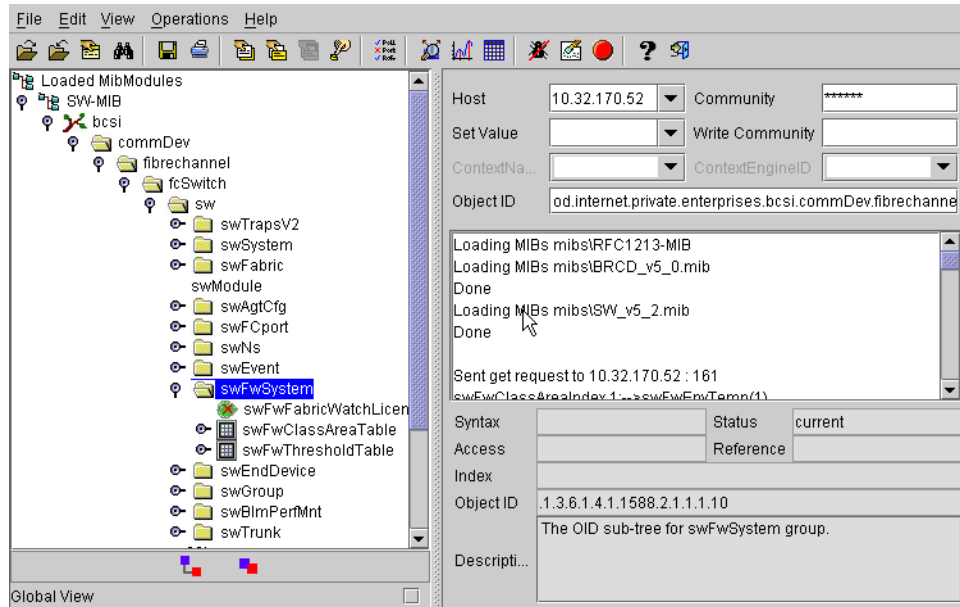 File Edit View Operations Help
Loaded MibModules
SW-MIB
bcsi
commDev
fibrechannel
fcSwitch
sw
swTrapsV2
swSystem
swFabric
swModule
swAgtCfg
swFCport
swNs
swEvent
swFwSystem
swFwFabricWatchLicen
swFwClassAreaTable
swFwThresholdTable
swEndDevice
swGroup
swBlmPerfMnt
swTrunk
Global View
Host 10.32.170.52 Community ******
Set Value Write Community
ContextNa... ContextEngineID
Object ID od.internet.private.enterprises.bcsi.commDev.fibrechanne
Loading MIBs mibs\RFC1213-MIB
Loading MIBs mibs\BRCD_v5_0.mib
Done
Loading MIBs mibs\SW_v5_2.mib
Done
Sent get request to 10.32.170.52 : 161
swFwClassAreaIndex.1:-->swFwEnvTemp(1)
Syntax Status current
Access Reference
Index
Object ID .1.3.6.1.4.1.1588.2.1.1.1.10
The OID sub-tree for swFwSystem group.
Descripti...